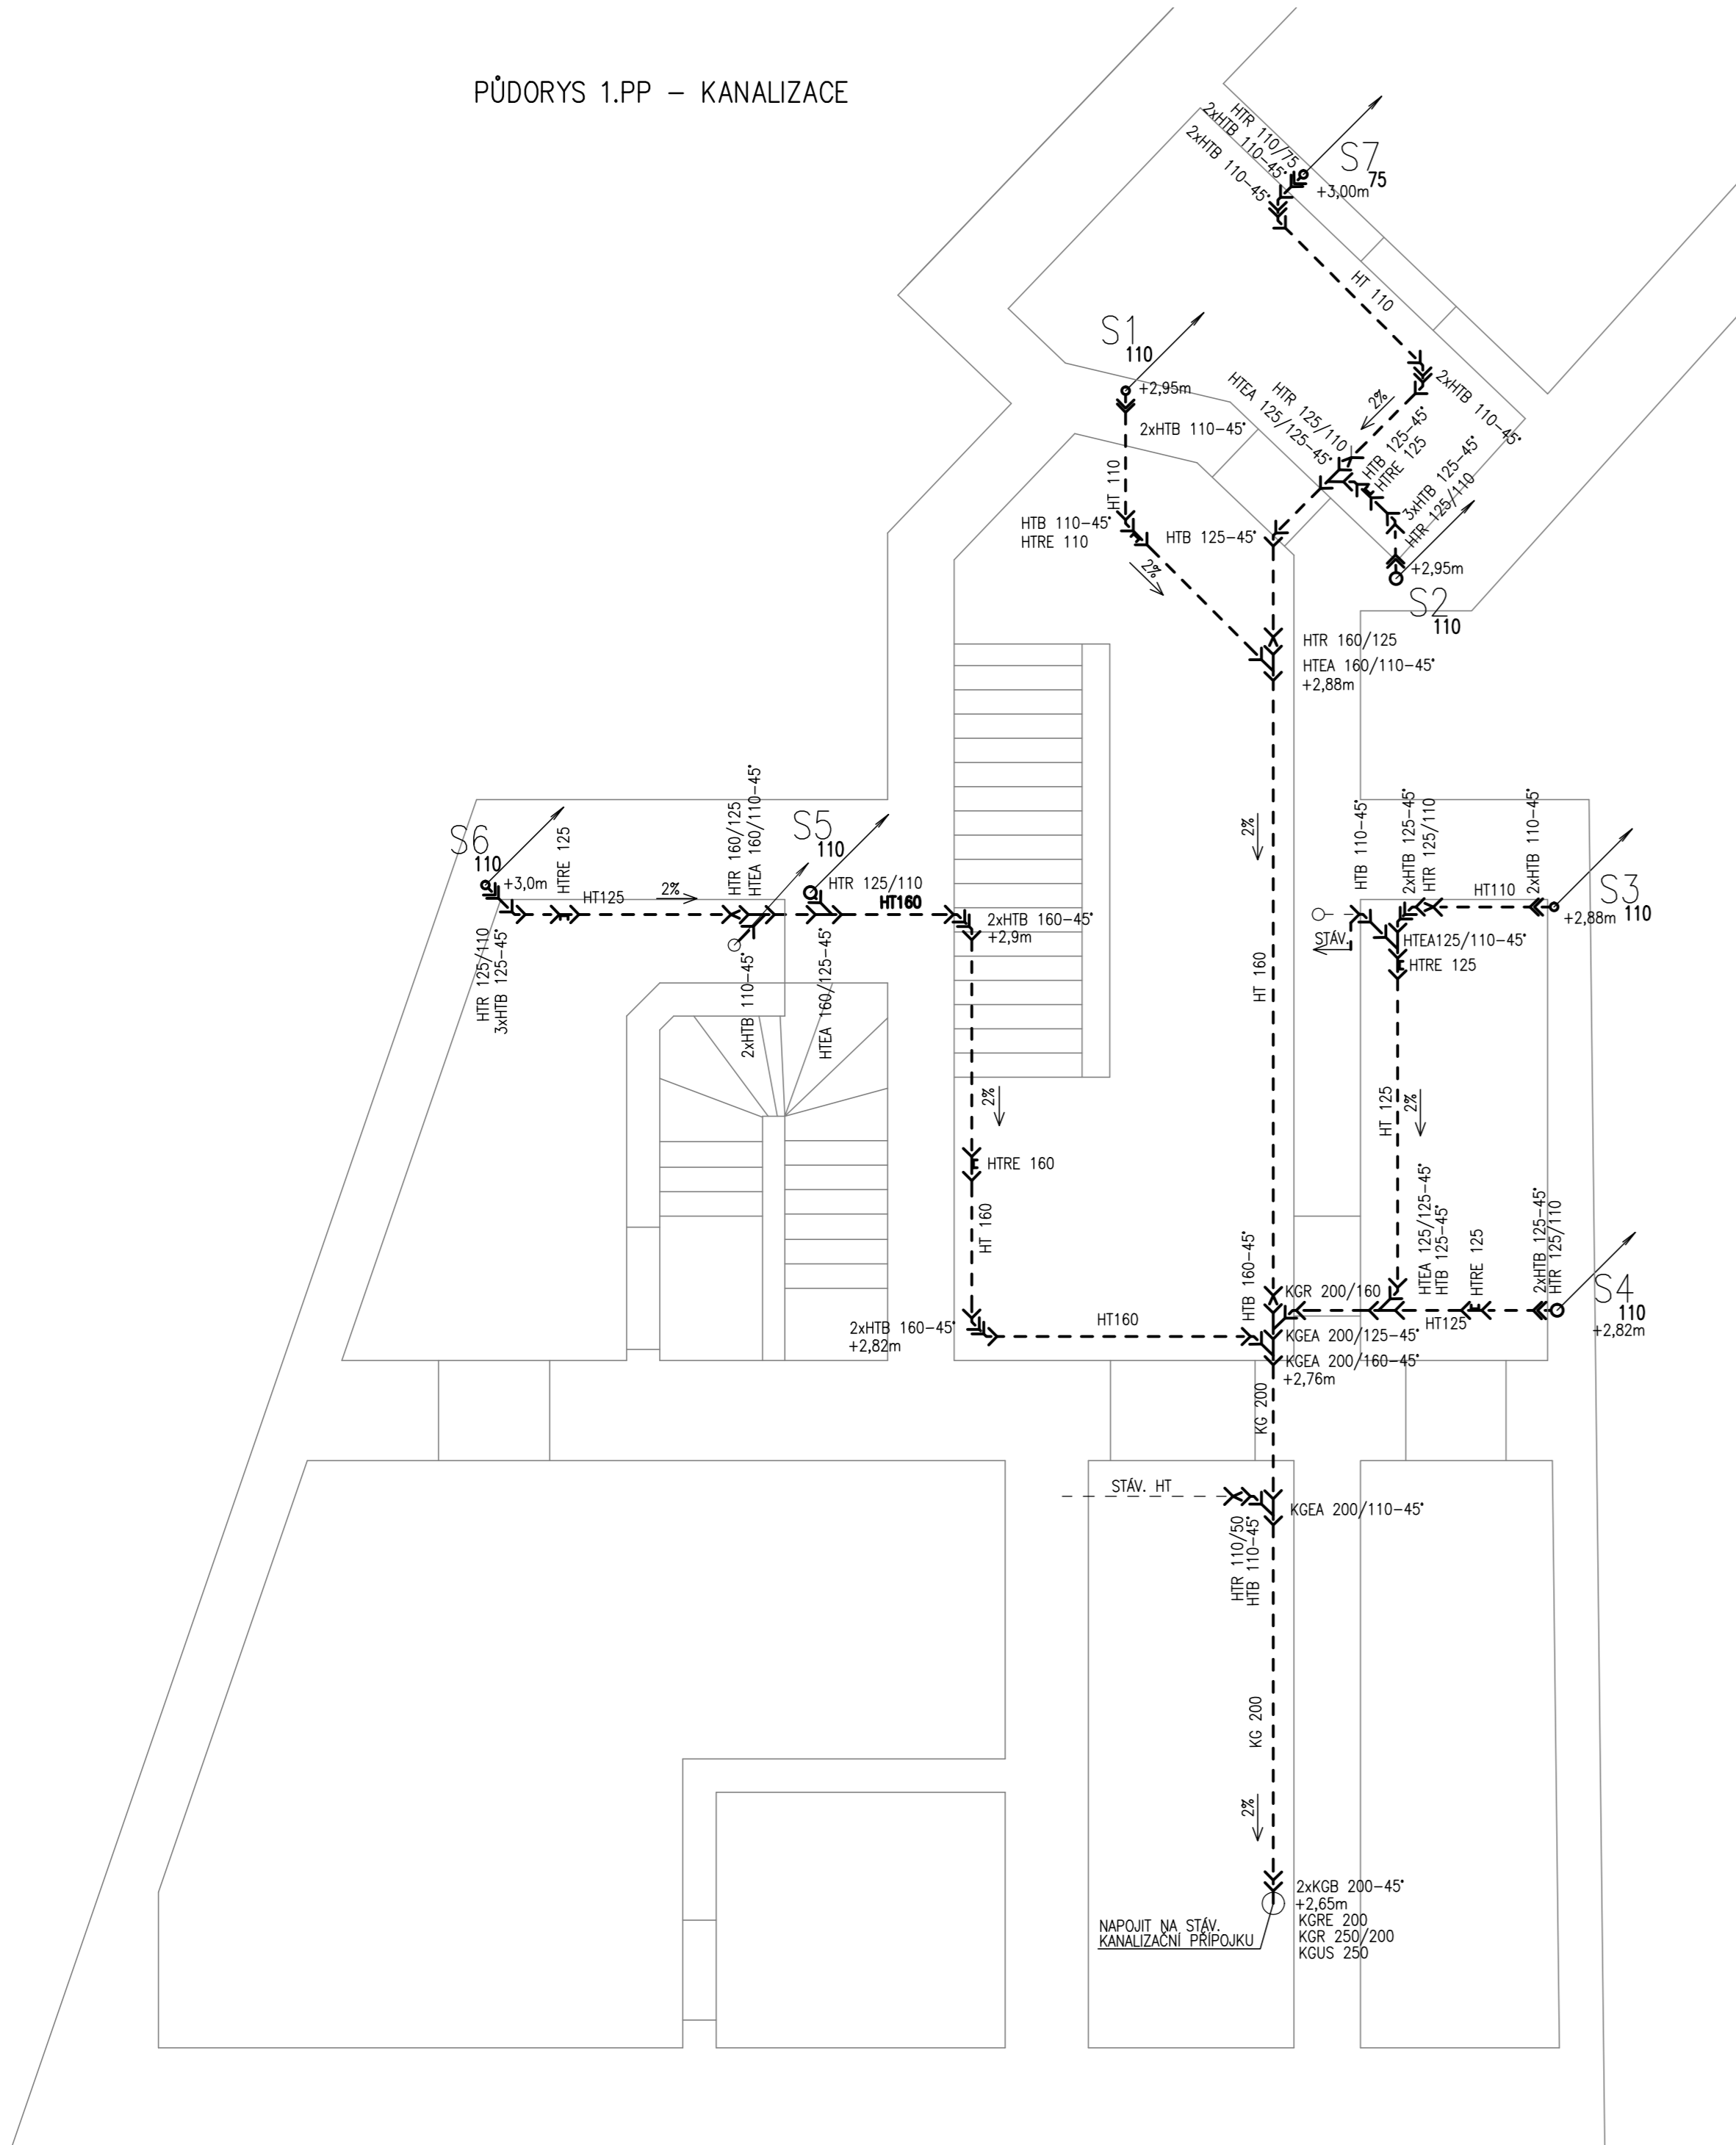 PŮDORYS 1.PP – KANALIZACE
HTR 110/75
2xHTB 110–45°
2xHTB 110–45°
S7
75
+3,00m
HT 110
S1
110
+2,95m
2xHTB 110–45°
HT 110
HTB 110–45°
HTRE 110
2%
2xHTB 110–45°
2%
HTR 125/110
HTEA 125/125–45°
HTB 125–45°
HTRE 125
3xHTB 125–45°
HTR 125/110
HTB 125–45°
+2,95m
S2
110
HTR 160/125
HTEA 160/110–45°
+2,88m
2%
HT 160
S6
110
+3,0m
HTRE 125
HT125
2%
HTR 125/110
3xHTB 125–45°
HTR 160/125
HTEA 160/110–45°
S5
110
HTR 125/110
HT160
2xHTB 110–45°
HTEA 160/125–45°
2xHTB 160–45°
+2,9m
2%
HTRE 160
HT 160
2xHTB 160–45°
+2,82m
HT160
HTB 110–45°
2xHTB 125–45°
HTR 125/110
HT110
2xHTB 110–45°
S3
110
+2,88m
STÁV.
HTEA125/110–45°
HTRE 125
HT 125
2%
HTEA 125/125–45°
HTB 125–45°
HTRE 125
2xHTB 125–45°
HTR 125/110
S4
110
+2,82m
HT125
HTB 160–45°
KGR 200/160
KGEA 200/125–45°
KGEA 200/160–45°
+2,76m
KG 200
STÁV. HT
KGEA 200/110–45°
HTR 110/50
HTB 110–45°
KG 200
2%
2xKGB 200–45°
+2,65m
KGRE 200
KGR 250/200
KGUS 250
NAPOJIT NA STÁV.
KANALIZAČNÍ PŘÍPOJKU